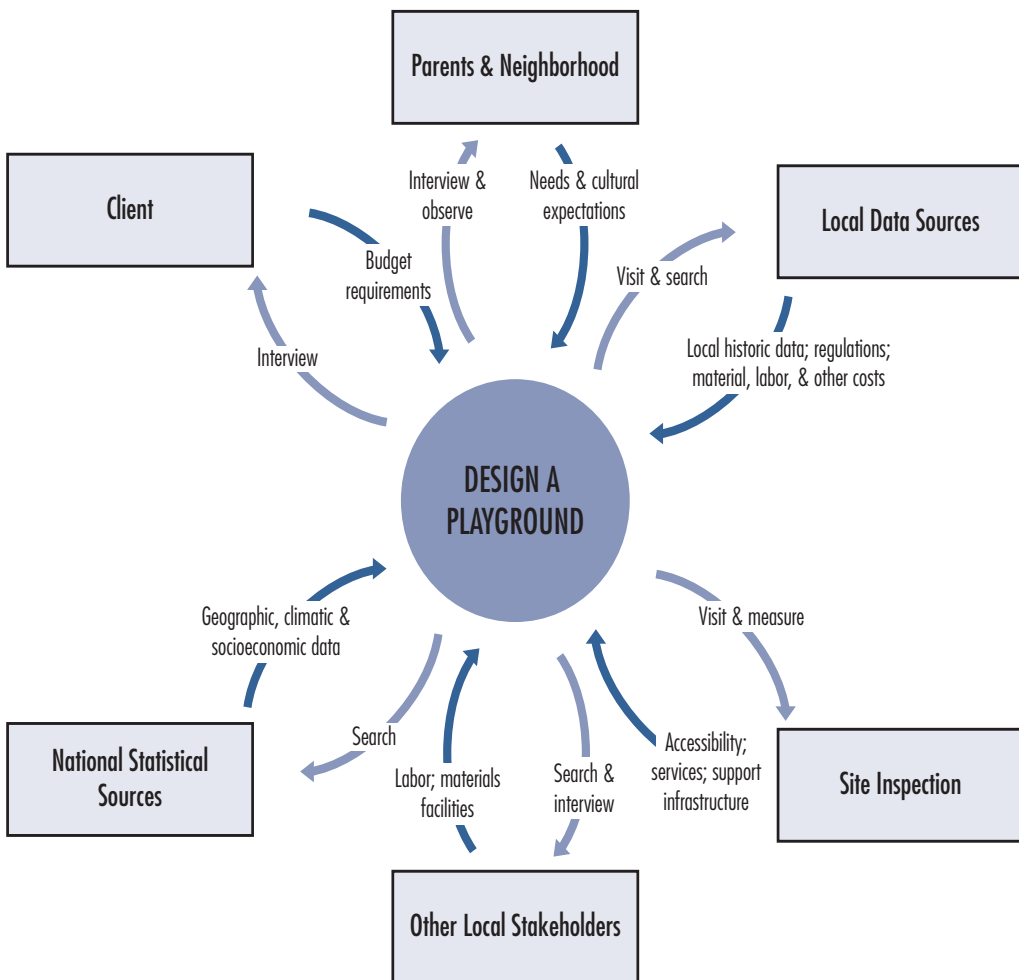 Parents & Neighborhood
Client
Local Data Sources
Interview &
observe
Needs & cultural
expectations
Budget
requirements
Visit & search
Interview
Local historic data; regulations;
material, labor, & other costs
DESIGN A
PLAYGROUND
Geographic, climatic &
socioeconomic data
Visit & measure
Search
Labor; materials
facilities
Search &
interview
Accessibility;
services; support
infrastructure
National Statistical
Sources
Site Inspection
Other Local Stakeholders